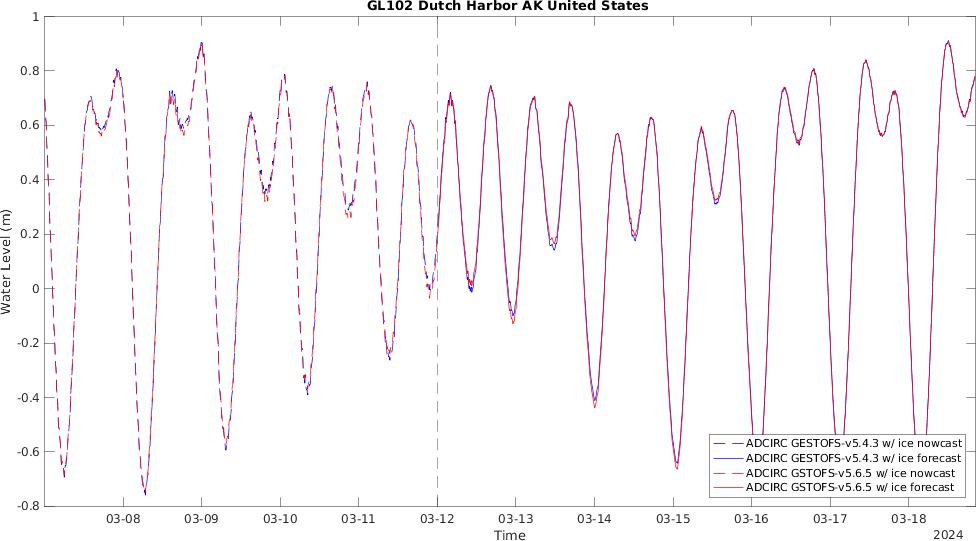 GL102 Dutch Harbor AK United States
Water Level (m)
1
0.8
0.6
0.4
0.2
0
-0.2
-0.4
-0.6
-0.8
ADCIRC GESTOFS-v5.4.3 w/ ice nowcast
ADCIRC GESTOFS-v5.4.3 w/ ice forecast
ADCIRC GSTOFS-v5.6.5 w/ ice nowcast
ADCIRC GSTOFS-v5.6.5 w/ ice forecast
03-08 03-09 03-10 03-11 03-12 03-13 03-14 03-15 03-16 03-17 03-18
Time
2024